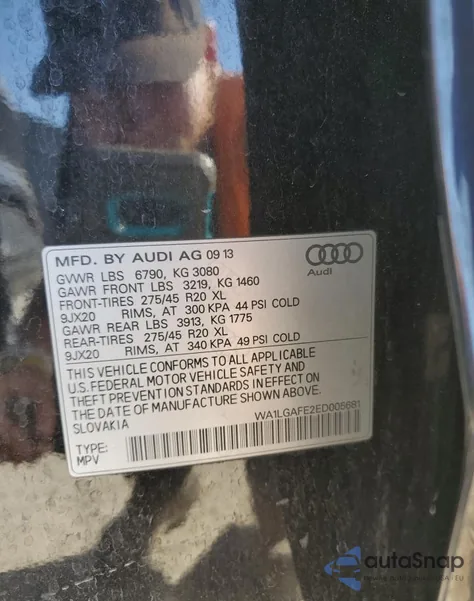 MFD. BY AUDI AG 09 13
Audi
GVWR LBS 6790, KG 3080
GAWR FRONT LBS 3219, KG 1460
FRONT-TIRES 275/45 R20 XL
9JX20 RIMS, AT 300 KPA 44 PSI COLD
GAWR REAR LBS 3913, KG 1775
REAR-TIRES 275/45 R20 XL
9JX20 RIMS, AT 340 KPA 49 PSI COLD
THIS VEHICLE CONFORMS TO ALL APPLICABLE
U.S. FEDERAL MOTOR VEHICLE SAFETY AND
THEFT PREVENTION STANDARDS IN EFFECT ON
THE DATE OF MANUFACTURE SHOWN ABOVE.
SLOVAKIA
WA1LGAFE2ED005681
TYPE:
MPV
autoSnap